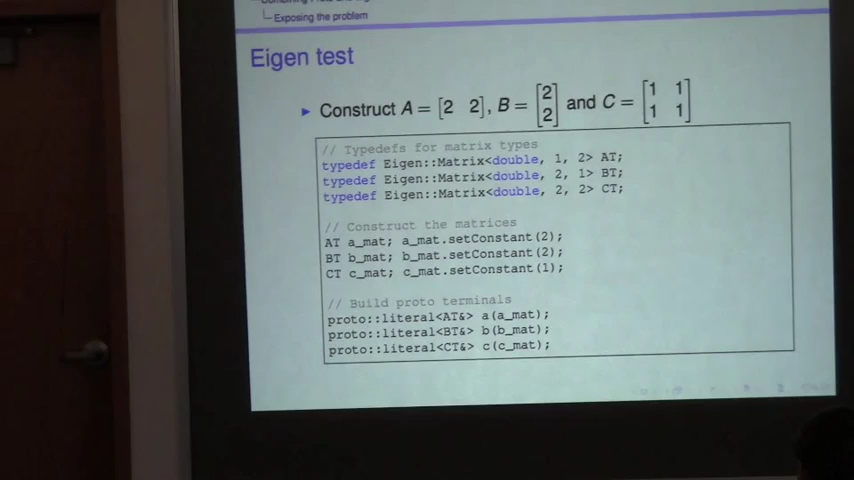 Exposing the problem
Eigen test
Construct A = [2 2], B = [2 2] and C = [1 1 1 1]
// Typedefs for matrix types
typedef Eigen::Matrix<double, 1, 2> AT;
typedef Eigen::Matrix<double, 2, 1> BT;
typedef Eigen::Matrix<double, 2, 2> CT;
// Construct the matrices
AT a_mat; a_mat.setConstant(2);
BT b_mat; b_mat.setConstant(2);
CT c_mat; c_mat.setConstant(1);
// Build proto terminals
proto::literal<AT&> a(a_mat);
proto::literal<BT&> b(b_mat);
proto::literal<CT&> c(c_mat);